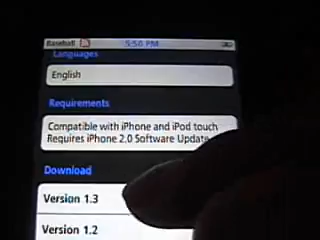 Baseball 5:50 PM
Languages
English
Requirements
Compatible with iPhone and iPod touch
Requires iPhone 2.0 Software Update
Download
Version 1.3
Version 1.2